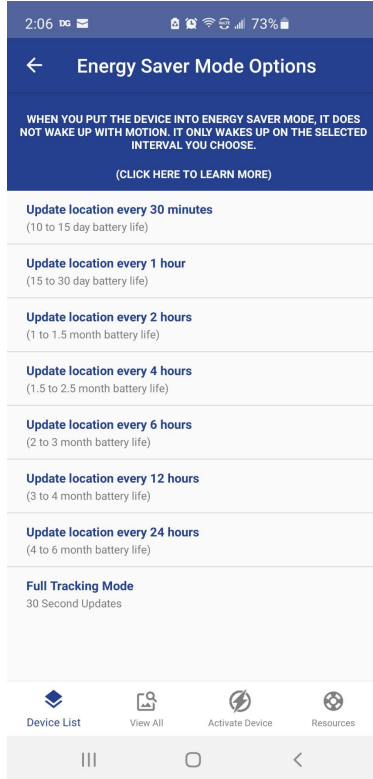 2:06 DG 73%
Energy Saver Mode Options
WHEN YOU PUT THE DEVICE INTO ENERGY SAVER MODE, IT DOES
NOT WAKE UP WITH MOTION. IT ONLY WAKES UP ON THE SELECTED
INTERVAL YOU CHOOSE.
(CLICK HERE TO LEARN MORE)
Update location every 30 minutes
(10 to 15 day battery life)
Update location every 1 hour
(15 to 30 day battery life)
Update location every 2 hours
(1 to 1.5 month battery life)
Update location every 4 hours
(1.5 to 2.5 month battery life)
Update location every 6 hours
(2 to 3 month battery life)
Update location every 12 hours
(3 to 4 month battery life)
Update location every 24 hours
(4 to 6 month battery life)
Full Tracking Mode
30 Second Updates
Device List View All Activate Device Resources